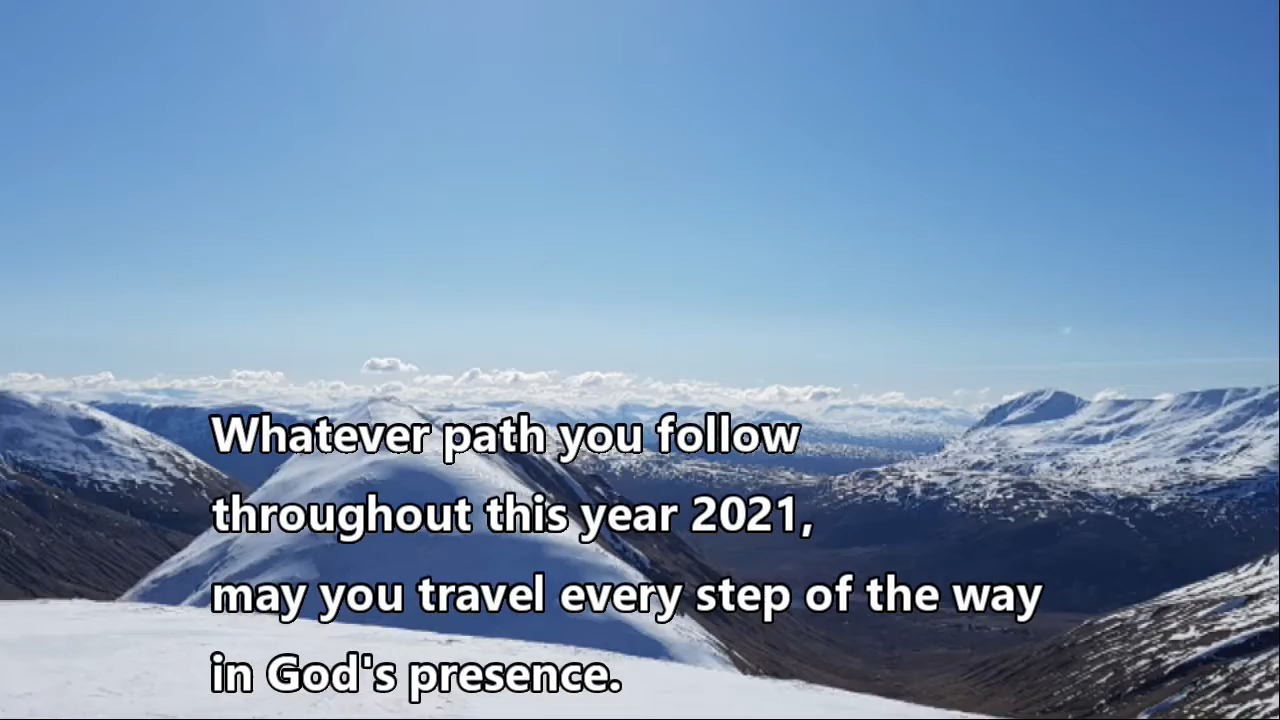 Whatever path you follow
throughout this year 2021,
may you travel every step of the way
in God's presence.